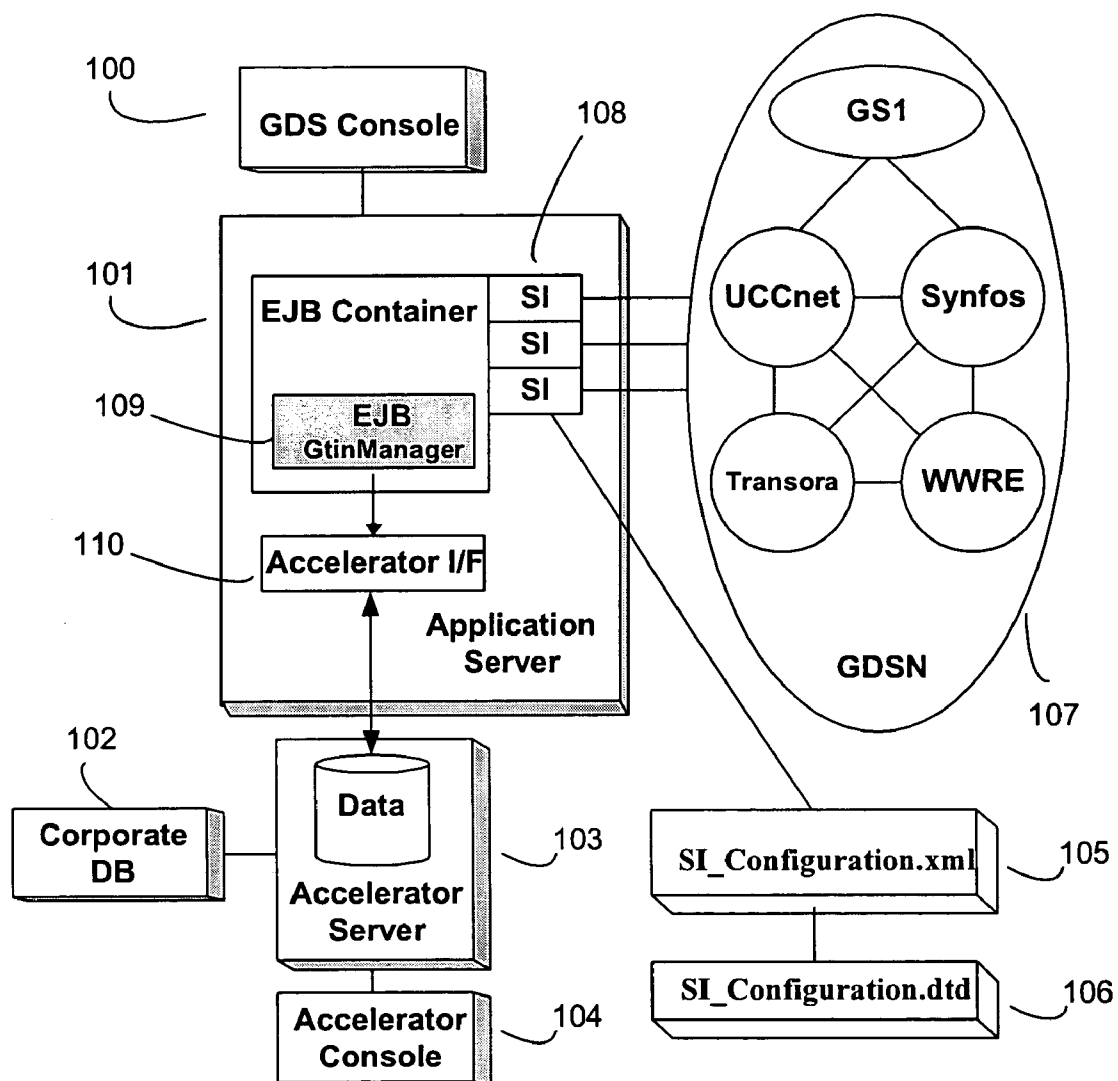 100
GDS Console
108
GS1
101
EJB Container
SI
SI
SI
UCCnet
Synfos
109
EJB
GtinManager
Transora
WWRE
110
Accelerator I/F
Application
Server
GDSN
107
102
Corporate
DB
Data
Accelerator
Server
103
SI_Configuration.xml
105
SI_Configuration.dtd
106
Accelerator
Console
104